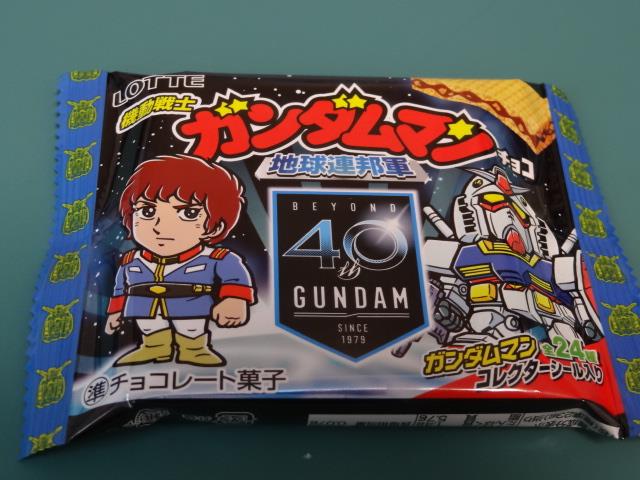 LOTTE
機動戦士
ガンダムマン
チョコ
地球連邦軍
BEYOND
40th
GUNDAM
SINCE
1979
ガンダムマン 全24種
コレクターシール入り
準チョコレート菓子